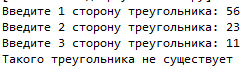 Введите 1 сторону треугольника: 56
Введите 2 сторону треугольника: 23
Введите 3 сторону треугольника: 11
Такого треугольника не существует